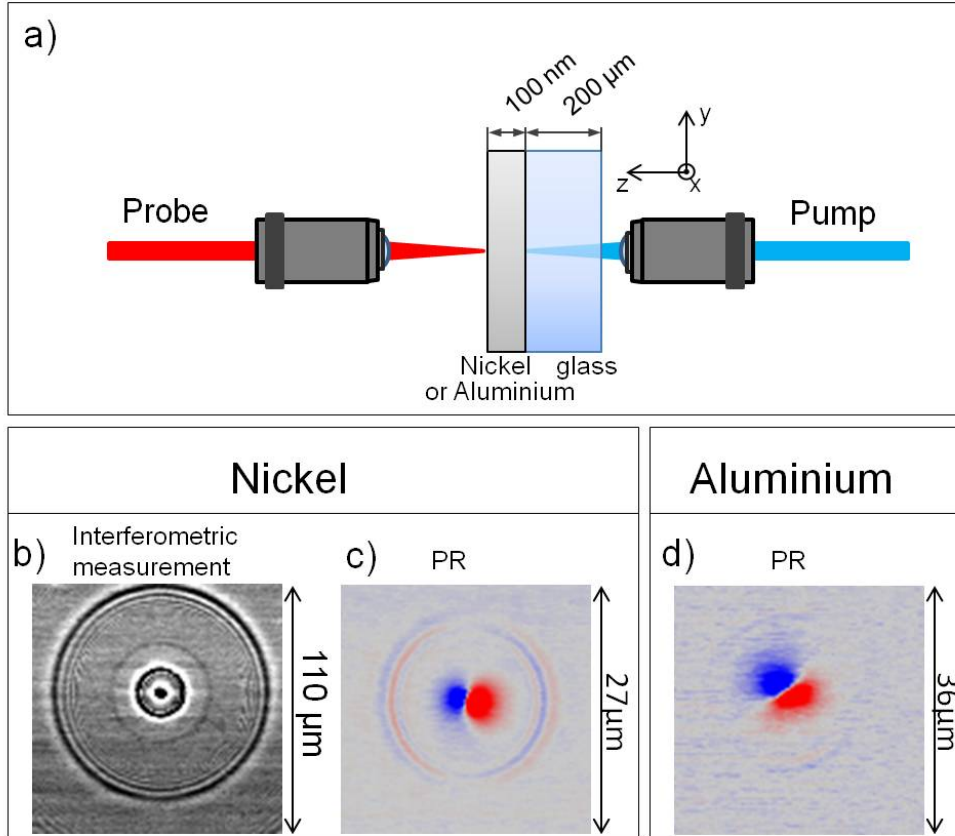 a)
100 nm
200 µm
y
z
x
Probe
Pump
Nickel
or Aluminium
glass
Nickel
Aluminium
b)
Interferometric
measurement
110 µm
c)
PR
27µm
d)
PR
36µm